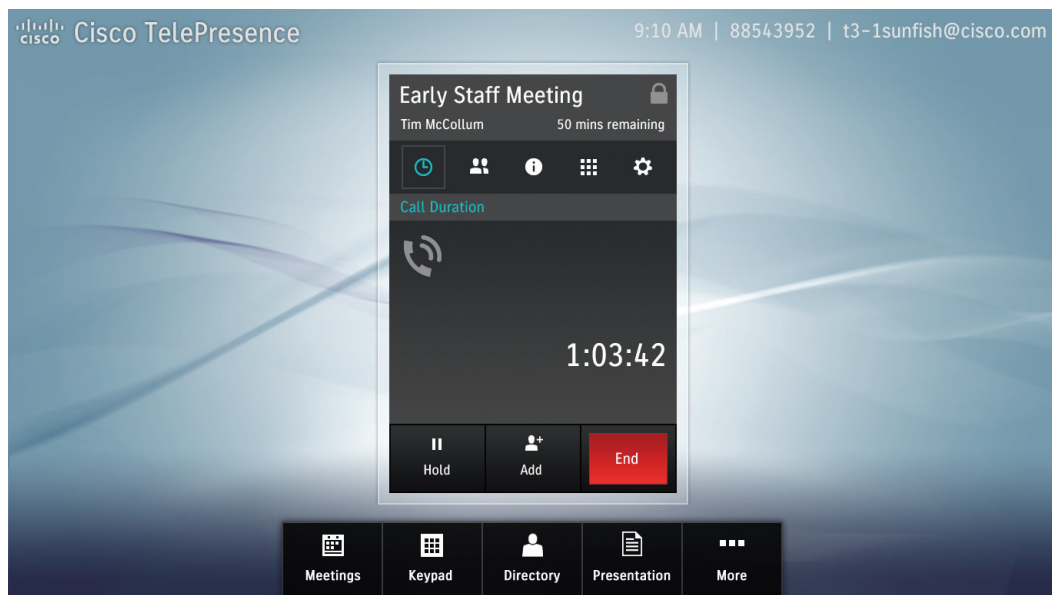 CISCO Cisco TelePresence
9:10 AM | 88543952 | t3-1sunfish@cisco.com
Early Staff Meeting
Tim McCollum 50 mins remaining
Call Duration
1:03:42
Hold Add End
Meetings Keypad Directory Presentation More